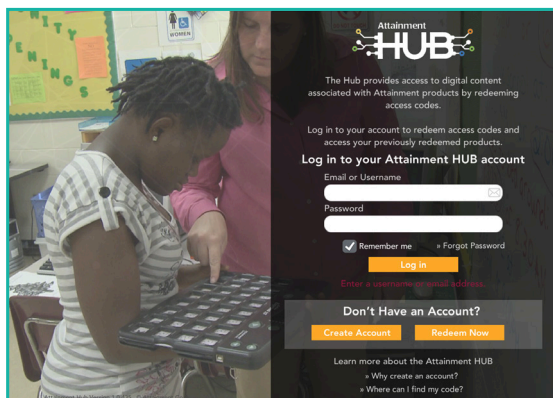 WOMEN
Attainment
HUB
The Hub provides access to digital content
associated with Attainment products by redeeming
access codes.
Log in to your account to redeem access codes and
access your previously redeemed products.
Log in to your Attainment HUB account
Email or Username
Password
Remember me
» Forgot Password
Log in
Enter a username or email address.
Don't Have an Account?
Create Account
Redeem Now
Learn more about the Attainment HUB
» Why create an account?
» Where can I find my code?